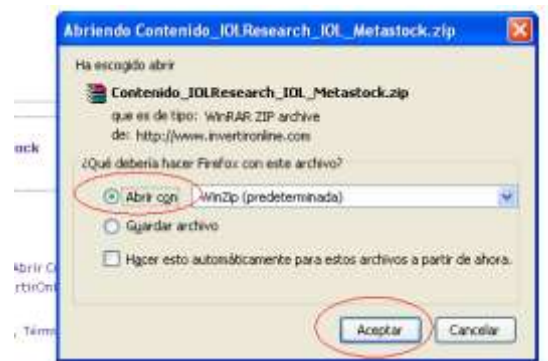 Abriendo Contenido_IOLResearch_IOL_Metastock.zip
Ha escogido abrir
Contenido_IOLResearch_IOL_Metastock.zip
que es de tipo: WinRAR ZIP archive
de: http://www.invertironline.com
ock
¿Qué debería hacer Firefox con este archivo?
Abrir con WinZip (predeterminada)
Guardar archivo
Hacer esto automáticamente para estos archivos a partir de ahora.
Abrir C
rtirOnl
, Térmi
Aceptar Cancelar